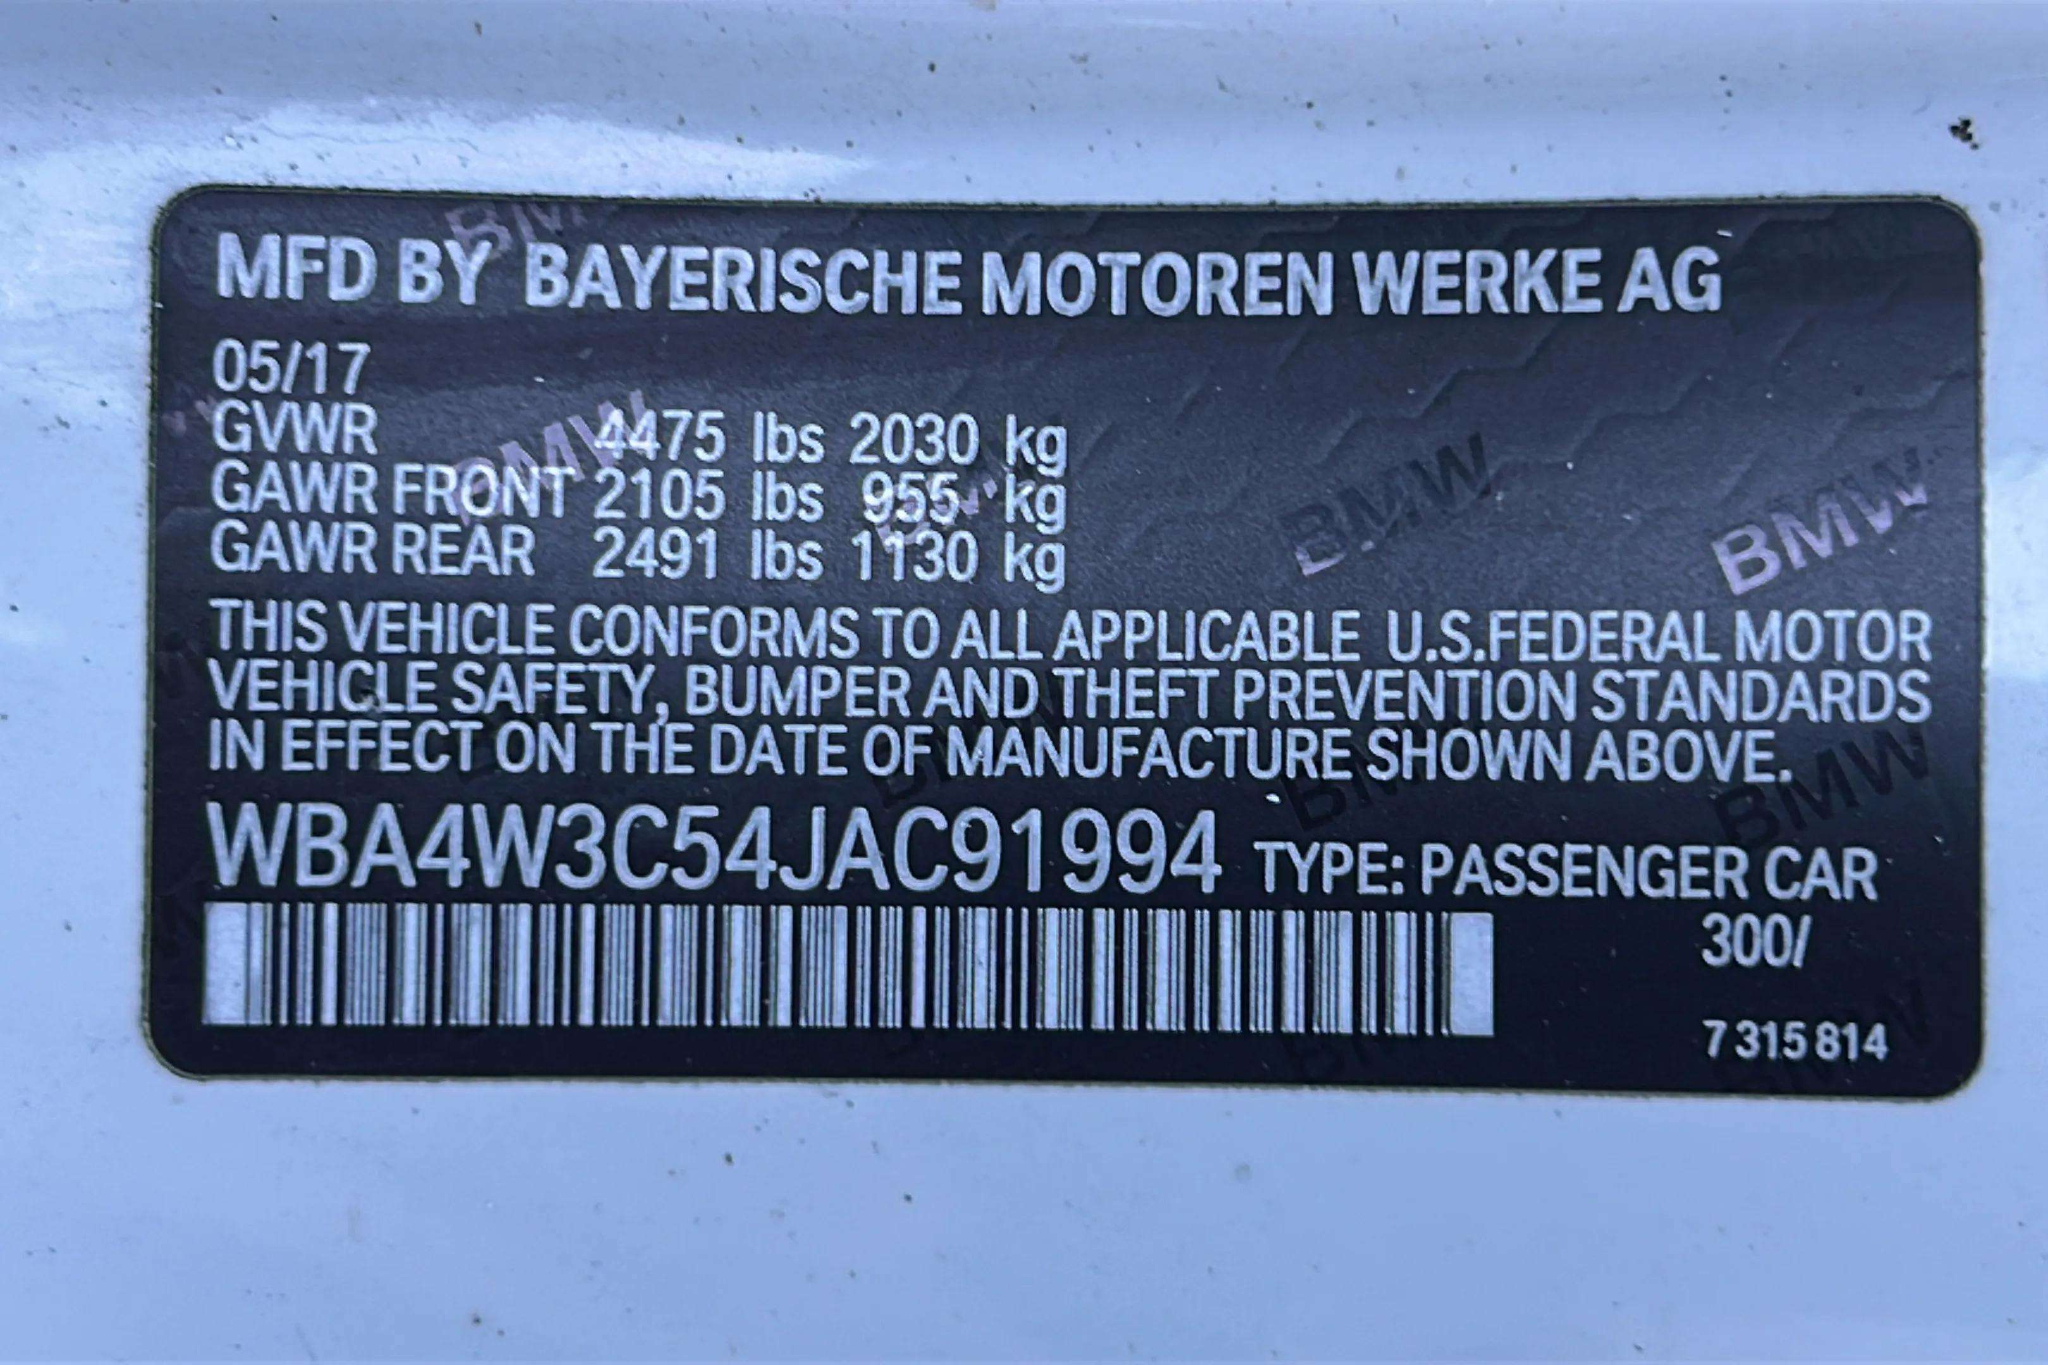 MFD BY BAYERISCHE MOTOREN WERKE AG
05/17
GVWR 4475 lbs 2030 kg
GAWR FRONT 2105 lbs 955 kg
GAWR REAR 2491 lbs 1130 kg
THIS VEHICLE CONFORMS TO ALL APPLICABLE U.S.FEDERAL MOTOR
VEHICLE SAFETY, BUMPER AND THEFT PREVENTION STANDARDS
IN EFFECT ON THE DATE OF MANUFACTURE SHOWN ABOVE.
WBA4W3C54JAC91994 TYPE: PASSENGER CAR
300/
7 315 814